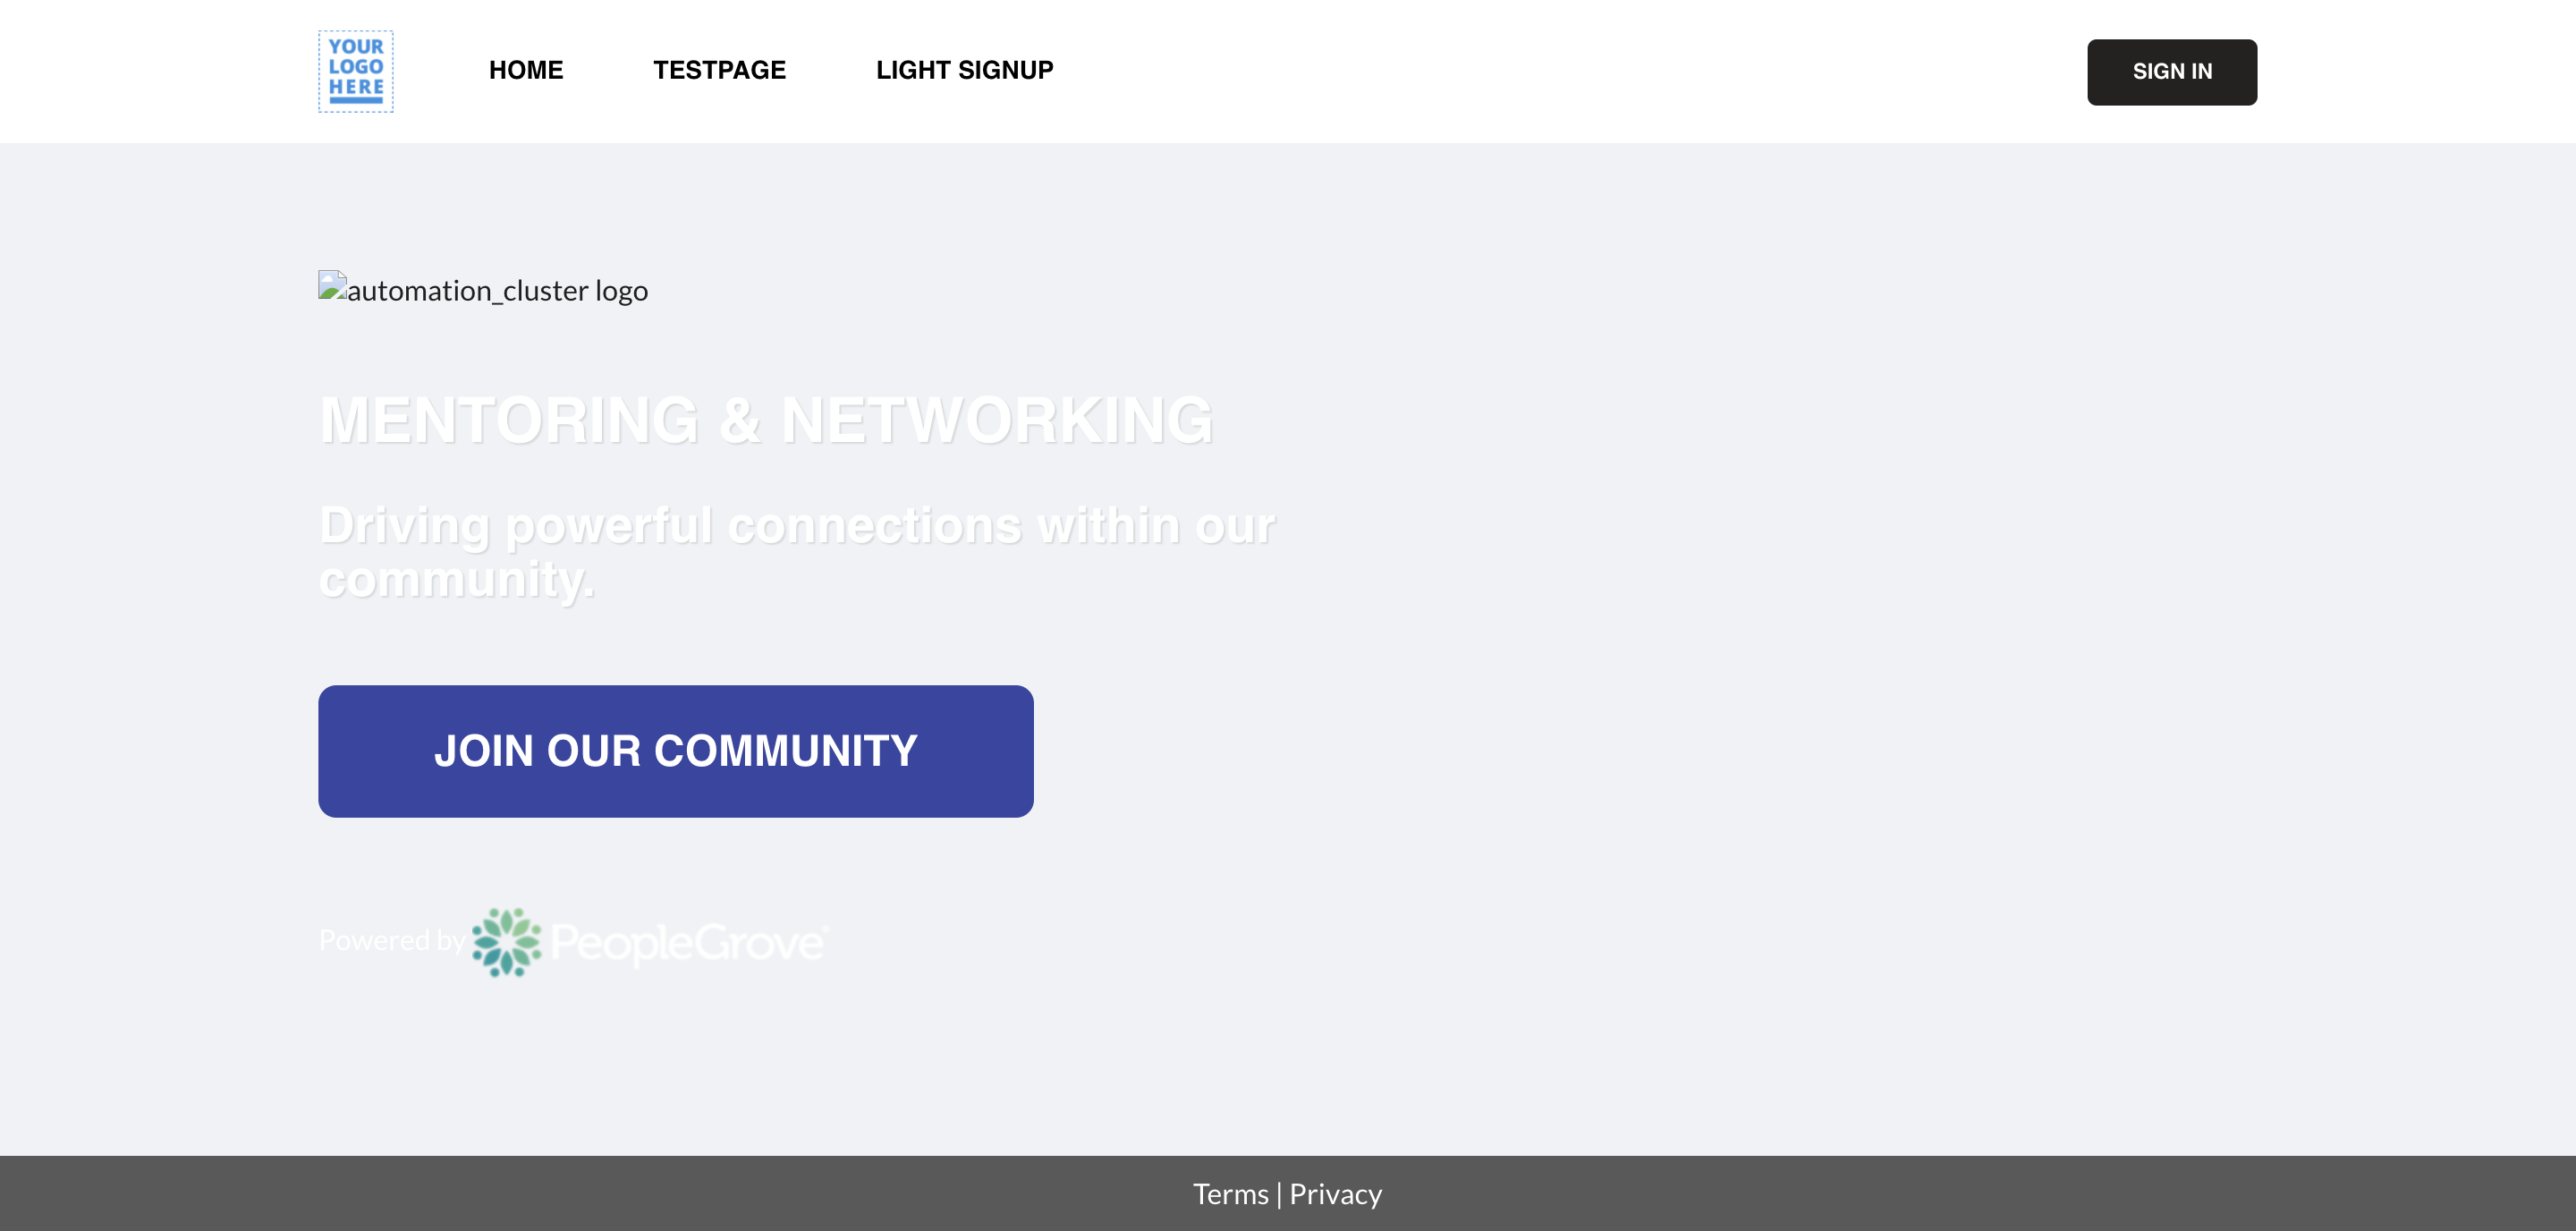 YOUR
LOGO
HERE
HOME
TESTPAGE
LIGHT SIGNUP
SIGN IN
automation_cluster logo
MENTORING & NETWORKING
Driving powerful connections within our
community.
JOIN OUR COMMUNITY
Powered by PeopleGrove
Terms | Privacy